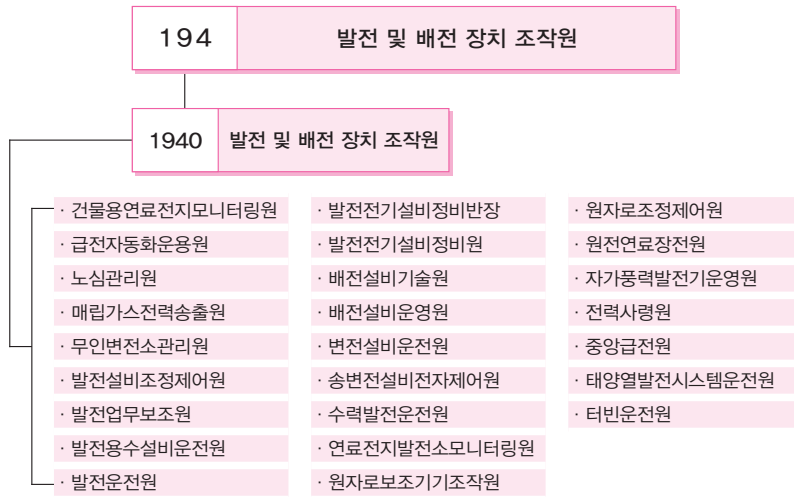 194 발전 및 배전 장치 조작원
1940 발전 및 배전 장치 조작원
· 건물용연료전지모니터링원
· 급전자동화운용원
· 노심관리원
· 매립가스전력송출원
· 무인변전소관리원
· 발전설비조정제어원
· 발전업무보조원
· 발전용수설비운전원
· 발전운전원
· 발전전기설비정비반장
· 발전전기설비정비원
· 배전설비기술원
· 배전설비운영원
· 변전설비운전원
· 송변전설비전자제어원
· 수력발전운전원
· 연료전지발전소모니터링원
· 원자로보조기기조작원
· 원자로조정제어원
· 원전연료장전원
· 자가풍력발전기운영원
· 전력사령원
· 중앙급전원
· 태양열발전시스템운전원
· 터빈운전원